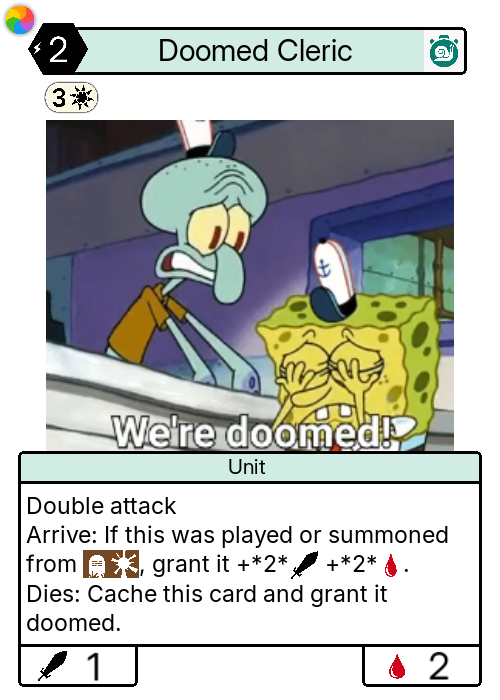 2
Doomed Cleric
3
We're doomed!
Unit
Double attack
Arrive: If this was played or summoned
from , grant it +*2* +*2* .
Dies: Cache this card and grant it
doomed.
1
2